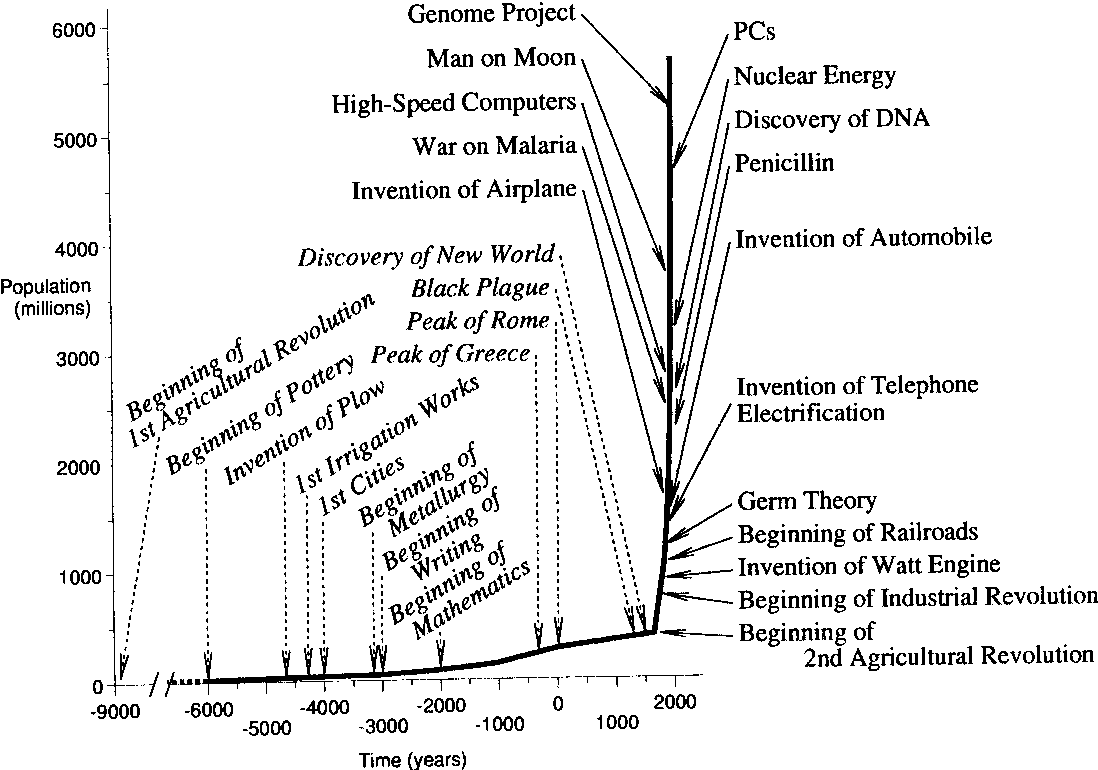 6000
5000
4000
Population
(millions)
3000
2000
1000
0
Genome Project
Man on Moon
High-Speed Computers
War on Malaria
Invention of Airplane
Discovery of New World
Black Plague
Peak of Rome
Peak of Greece
Beginning of
1st Agricultural Revolution
Beginning of Pottery
Invention of Plow
1st Irrigation Works
1st Cities
Beginning of
Metallurgy
Beginning of
Writing
Beginning of
Mathematics
PCs
Nuclear Energy
Discovery of DNA
Penicillin
Invention of Automobile
Invention of Telephone
Electrification
Germ Theory
Beginning of Railroads
Invention of Watt Engine
Beginning of Industrial Revolution
Beginning of
2nd Agricultural Revolution
-9000 -6000 -5000 -4000 -3000 -2000 -1000 0 1000 2000
Time (years)